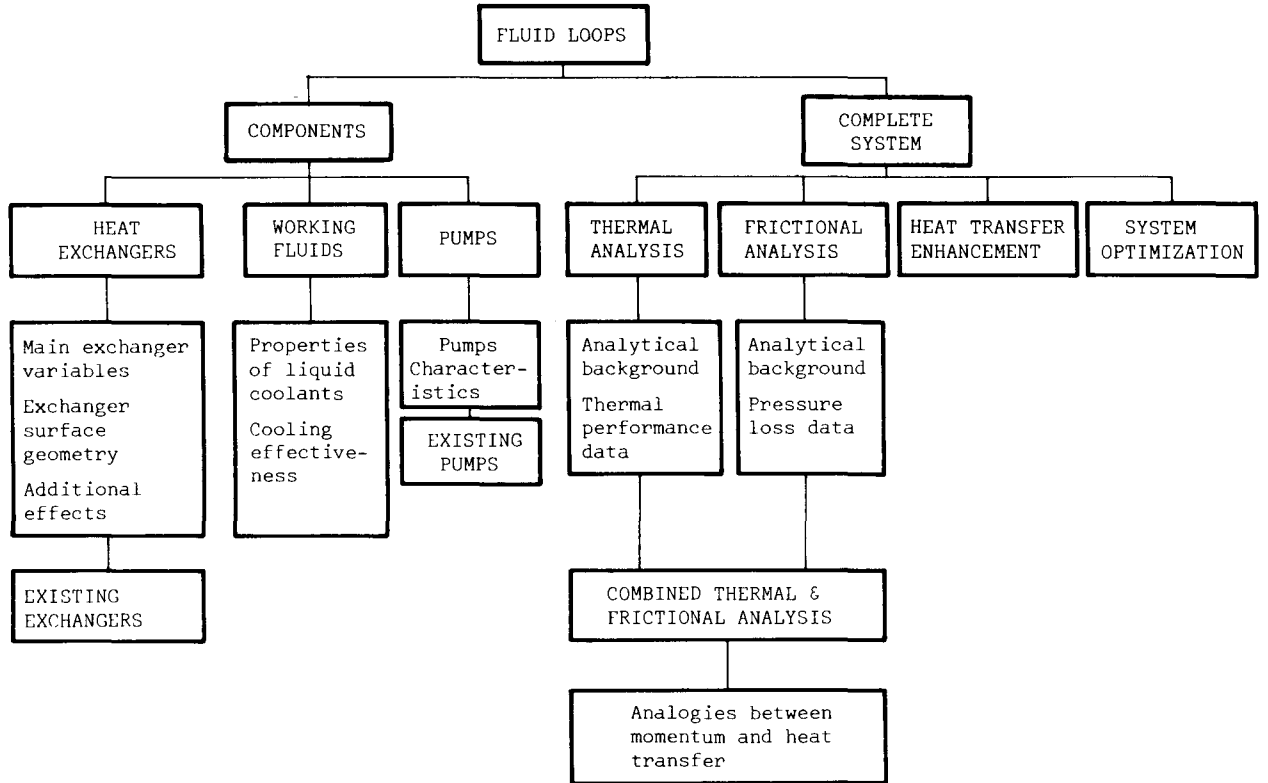 FLUID LOOPS
COMPONENTS
COMPLETE
SYSTEM
HEAT
EXCHANGERS
WORKING
FLUIDS
PUMPS
THERMAL
ANALYSIS
FRICTIONAL
ANALYSIS
HEAT TRANSFER
ENHANCEMENT
SYSTEM
OPTIMIZATION
Main exchanger
variables
Exchanger
surface
geometry
Additional
effects
Properties
of liquid
coolants
Cooling
effective-
ness
Pumps
Character-
istics
EXISTING
PUMPS
Analytical
background
Thermal
performance
data
Analytical
background
Pressure
loss data
EXISTING
EXCHANGERS
COMBINED THERMAL &
FRICTIONAL ANALYSIS
Analogies between
momentum and heat
transfer